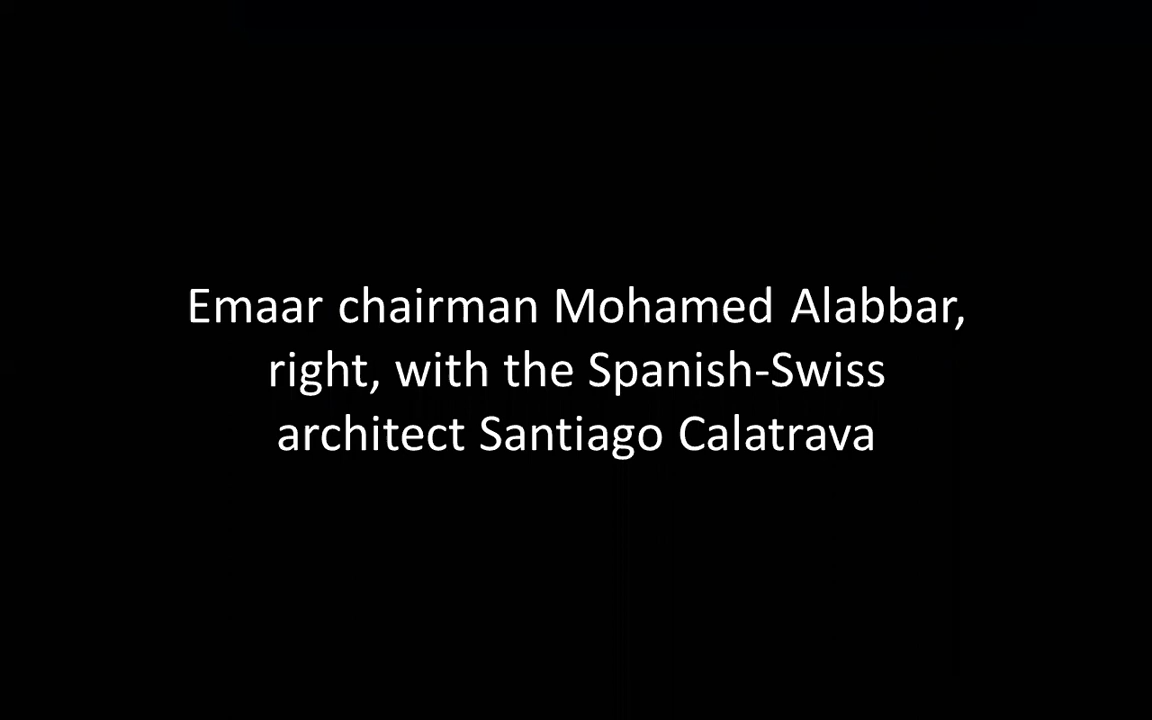 Emaar chairman Mohamed Alabbar,
right, with the Spanish-Swiss
architect Santiago Calatrava